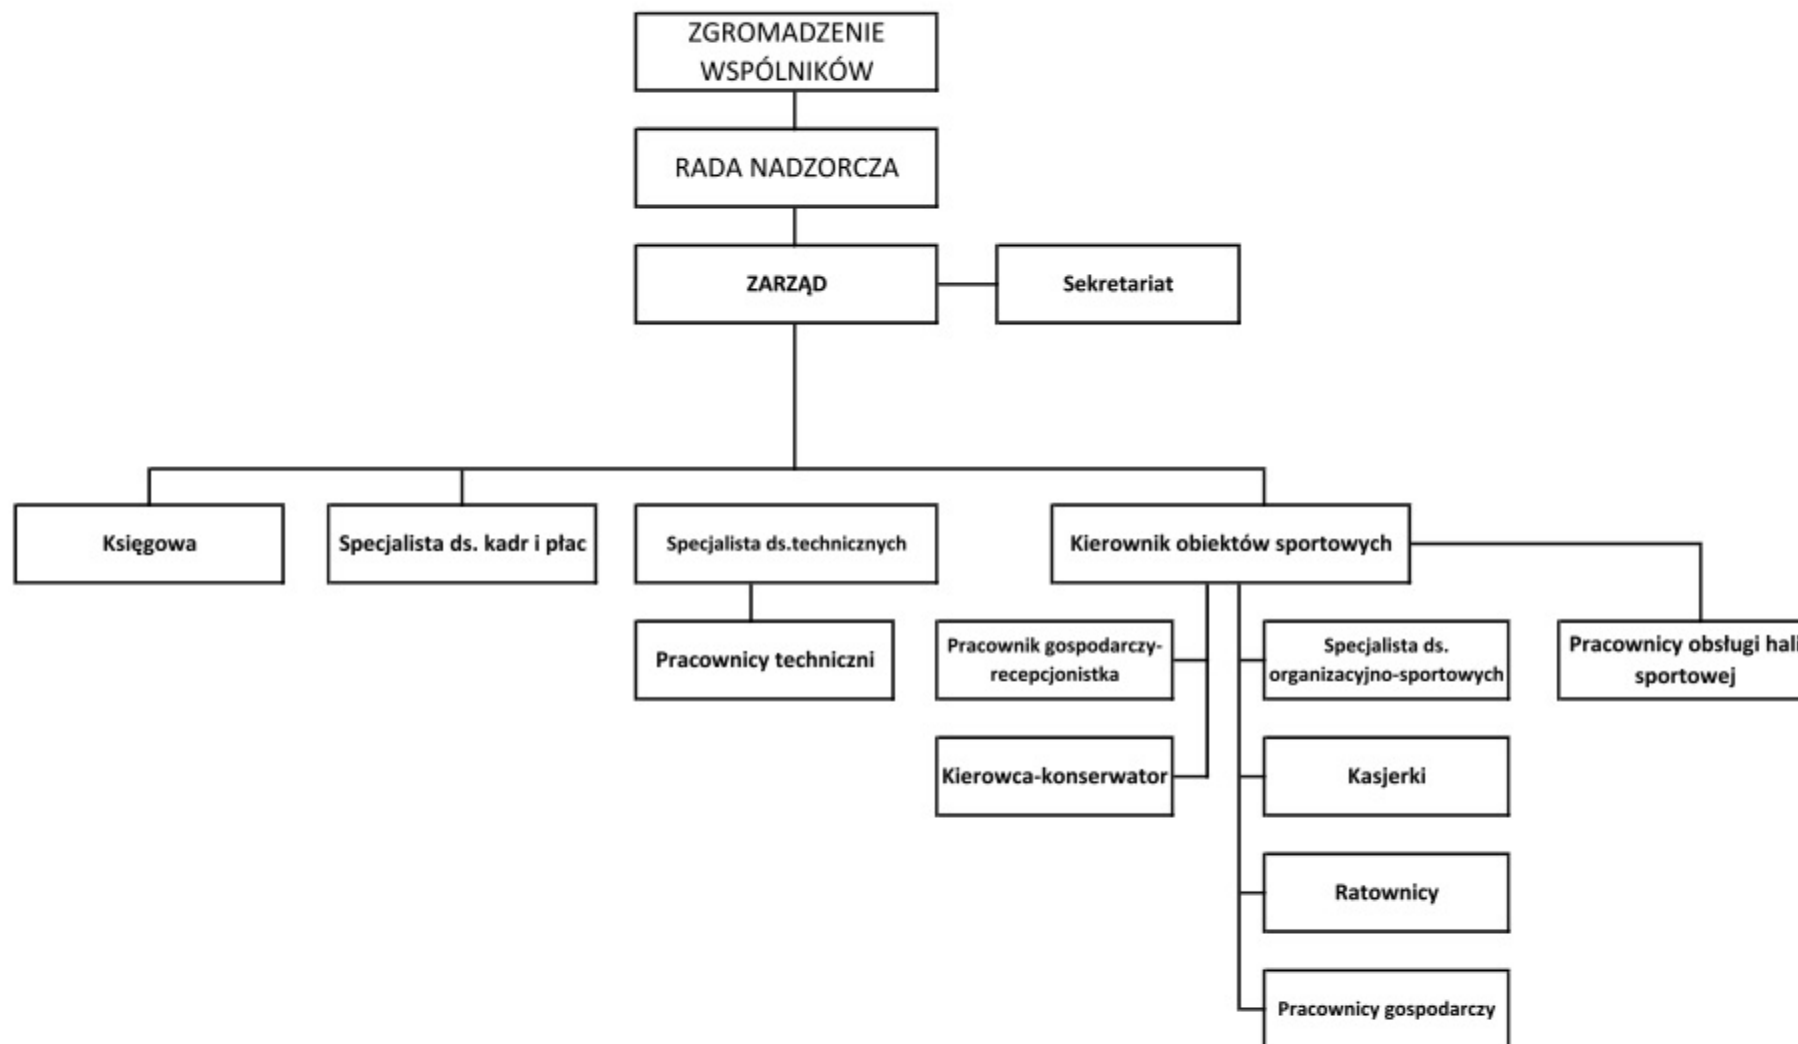 ZGROMADZENIE
WSPÓLNIKÓW
RADA NADZORCZA
ZARZĄD
Sekretariat
Księgowa
Specjalista ds. kadr i płac
Specjalista ds.technicznych
Kierownik obiektów sportowych
Pracownicy techniczni
Pracownik gospodarczy-
recepcjonistka
Specjalista ds.
organizacyjno-sportowych
Pracownicy obsługi hali
sportowej
Kierowca-konserwator
Kasjerki
Ratownicy
Pracownicy gospodarczy